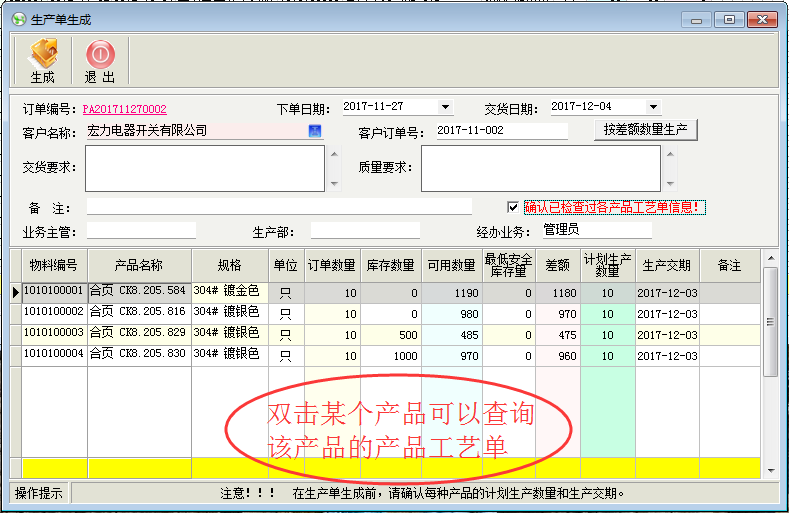 生产单生成
生成 退 出
订单编号: PA201711270002 下单日期: 2017-11-27 交货日期: 2017-12-04
客户名称: 宏力电器开关有限公司 客户订单号: 2017-11-002 按差额数量生产
交货要求: 质量要求:
备 注: 确认已检查过各产品工艺单信息!
业务主管: 生产部: 经办业务: 管理员
物料编号 产品名称 规格 单位 订单数量 库存数量 可用数量 最低安全库存量 差额 计划生产数量 生产交期 备注
1010100001 合页 CK8.205.584 304# 镀金色 只 10 0 1190 0 1180 10 2017-12-03
1010100002 合页 CK8.205.816 304# 镀银色 只 10 0 980 0 970 10 2017-12-03
1010100003 合页 CK8.205.829 304# 镀银色 只 10 500 485 0 475 10 2017-12-03
1010100004 合页 CK8.205.830 304# 镀银色 只 10 1000 970 0 960 10 2017-12-03
双击某个产品可以查询
该产品的产品工艺单
操作提示 注意!!! 在生产单生成前,请确认每种产品的计划生产数量和生产交期。